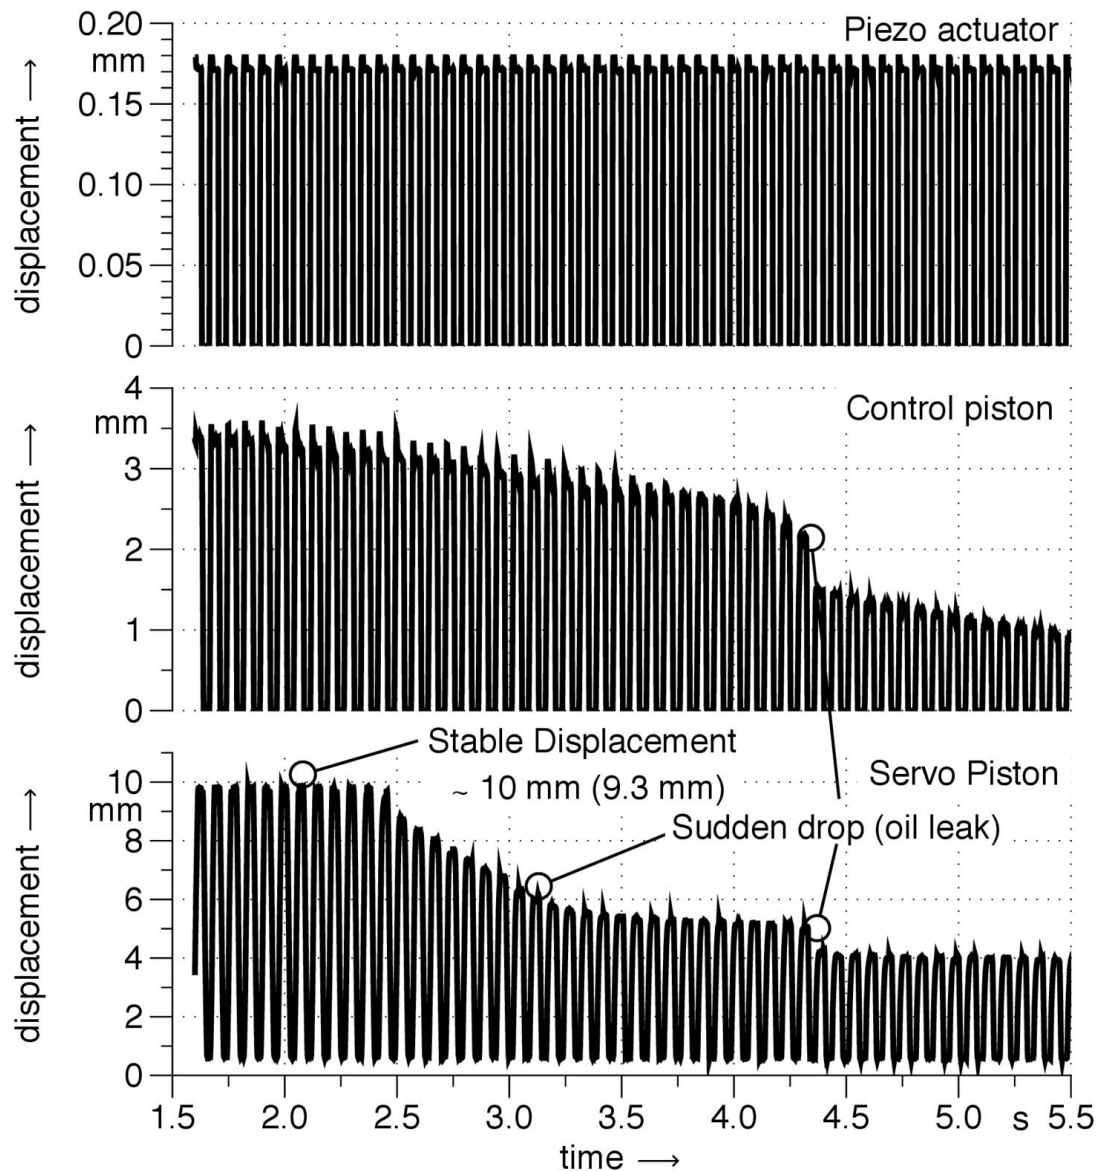 0.20
Piezo actuator
mm
0.15
0.10
0.05
0
displacement →
4
mm
Control piston
3
2
1
0
displacement →
Stable Displacement
~ 10 mm (9.3 mm)
Servo Piston
Sudden drop (oil leak)
10
mm
8
6
4
2
0
displacement →
1.5 2.0 2.5 3.0 3.5 4.0 4.5 5.0 s 5.5
time →